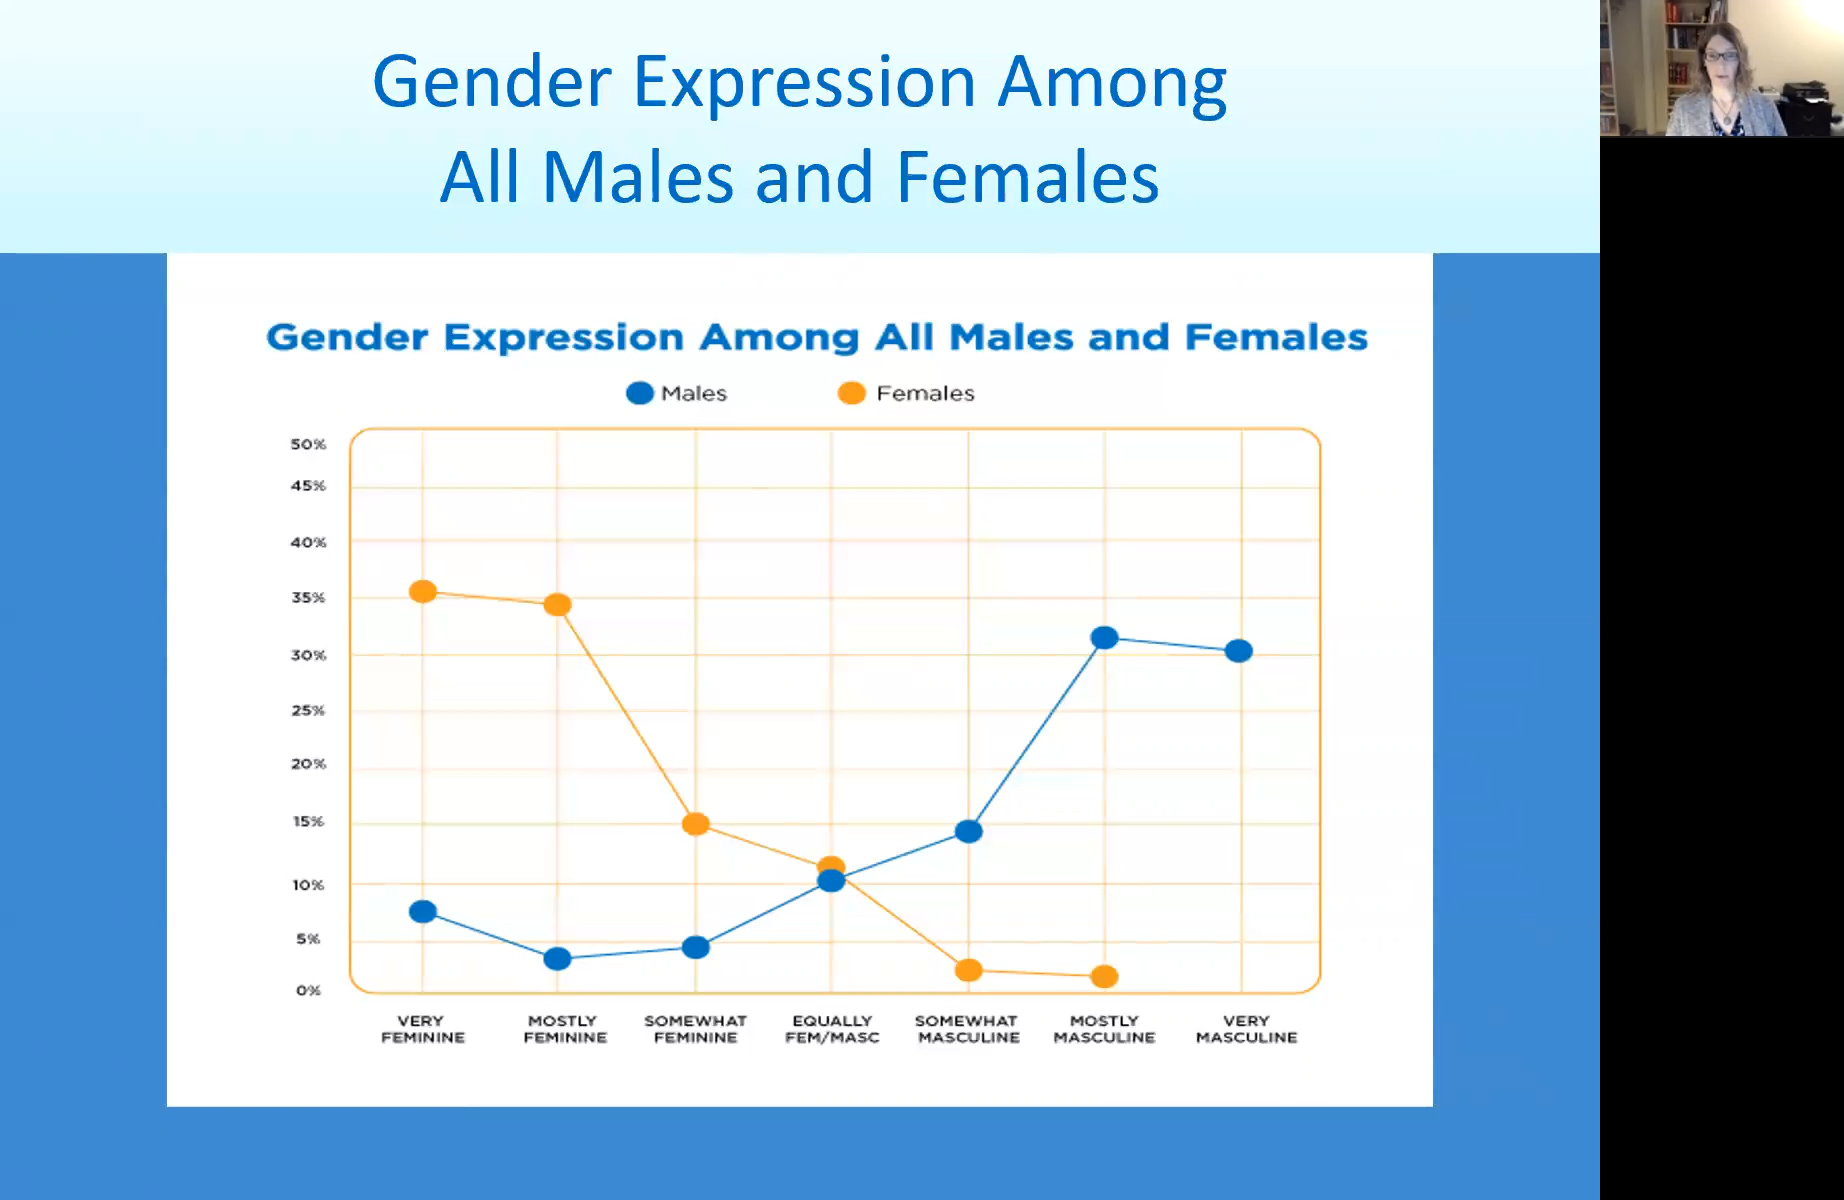 Gender Expression Among
All Males and Females
Gender Expression Among All Males and Females
Males Females
50%
45%
40%
35%
30%
25%
20%
15%
10%
5%
0%
VERY FEMININE
MOSTLY FEMININE
SOMEWHAT FEMININE
EQUALLY FEM/MASC
SOMEWHAT MASCULINE
MOSTLY MASCULINE
VERY MASCULINE